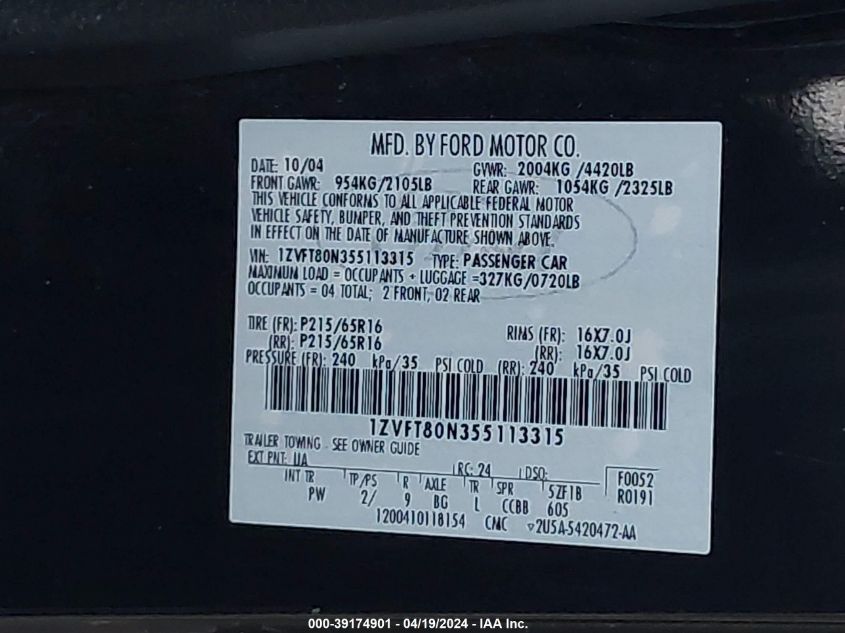 MFD. BY FORD MOTOR CO.
DATE: 10/04 GVWR: 2004KG /4420LB
FRONT GAWR: 954KG/2105LB REAR GAWR: 1054KG /2325LB
THIS VEHICLE CONFORMS TO ALL APPLICABLE FEDERAL MOTOR
VEHICLE SAFETY, BUMPER, AND THEFT PREVENTION STANDARDS
IN EFFECT ON THE DATE OF MANUFACTURE SHOWN ABOVE.
VIN: 1ZVFT80N355113315 TYPE: PASSENGER CAR
MAXIMUM LOAD = OCCUPANTS + LUGGAGE =327KG/0720LB
OCCUPANTS = 04 TOTAL; 2 FRONT, 02 REAR
TIRE (FR): P215/65R16 RIMS (FR): 16X7.0J
(RR): P215/65R16 (RR): 16X7.0J
PRESSURE (FR): 240 kPa/35 PSI COLD (RR): 240 kPa/35 PSI COLD
1ZVFT80N355113315
TRAILER TOWING - SEE OWNER GUIDE
EXT PNT: UA RC: 24 DSO: F0052
INT TR TP/PS R AXLE TR SPR 5ZF1B R0191
PW 2/ 9 BG L CCBB 605
1200410118154 CMC ▽2U5A-5420472-AA
000-39174901 - 04/19/2024 - IAA Inc.